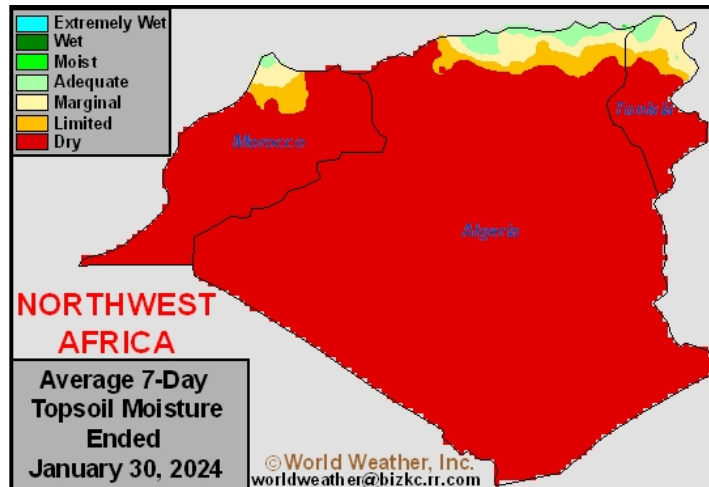 Extremely Wet
Wet
Moist
Adequate
Marginal
Limited
Dry
Morocco
Tunisia
Algeria
NORTHWEST
AFRICA
Average 7-Day
Topsoil Moisture
Ended
January 30, 2024
©World Weather, Inc.
worldweather@bizkc.rr.com